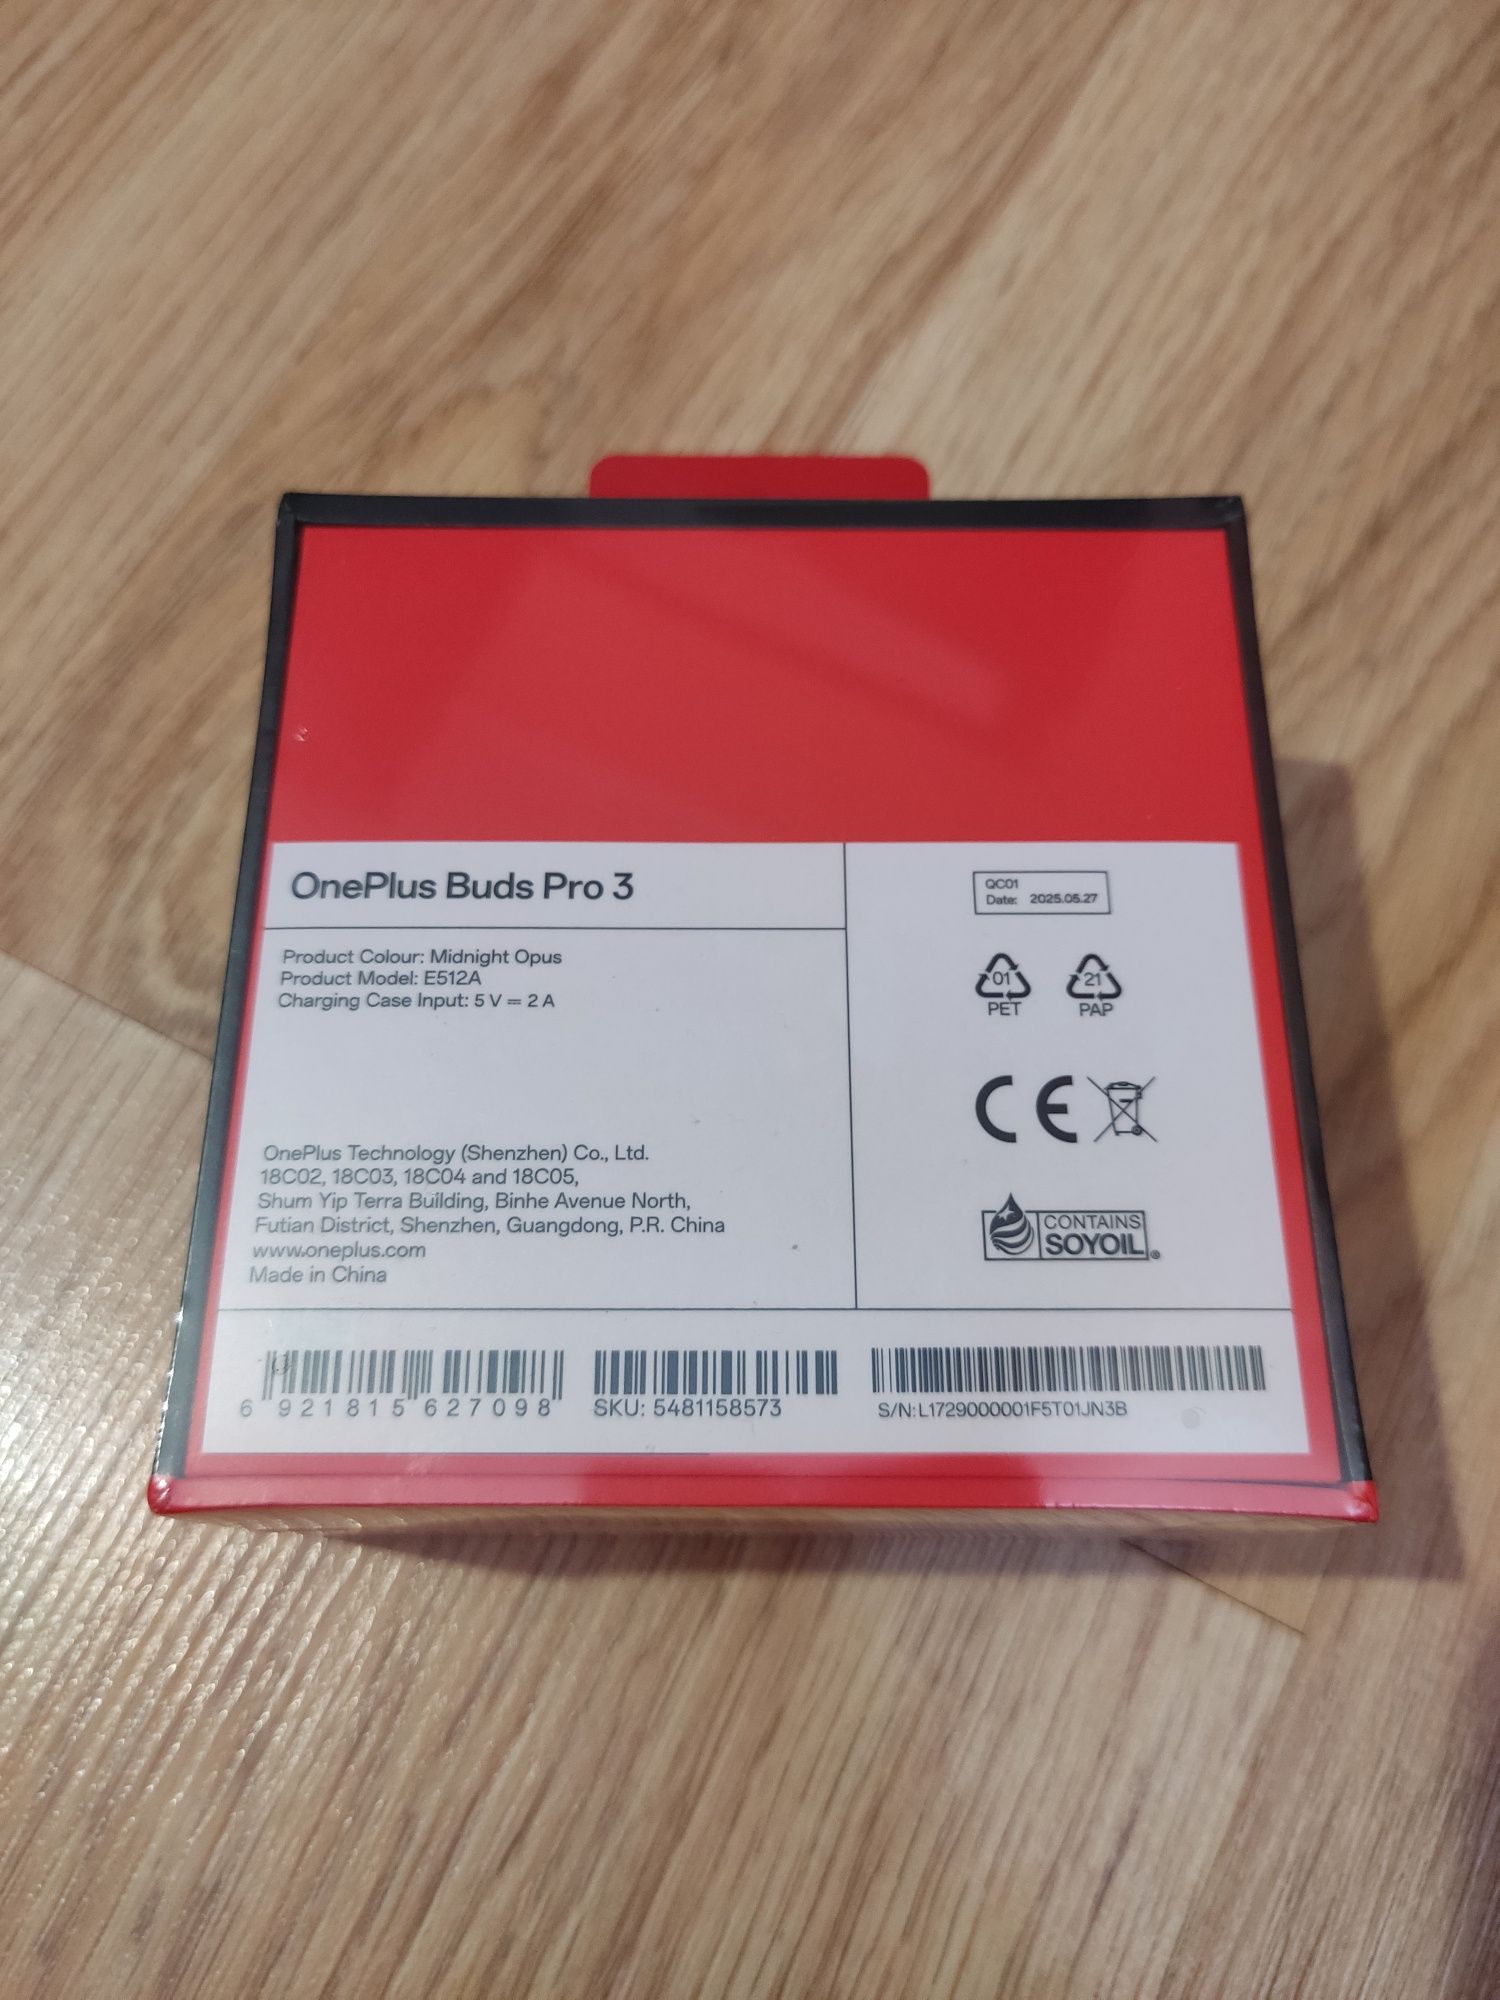 OnePlus Buds Pro 3
Product Colour: Midnight Opus
Product Model: E512A
Charging Case Input: 5 V ⎓ 2 A
OnePlus Technology (Shenzhen) Co., Ltd.
18C02, 18C03, 18C04 and 18C05,
Shum Yip Terra Building, Binhe Avenue North,
Futian District, Shenzhen, Guangdong, P.R. China
www.oneplus.com
Made in China
QC01
Date: 2025.05.27
01
PET
21
PAP
CE
CONTAINS
SOYOIL®
6 921815 627098
SKU: 5481158573
S/N:L1729000001F5T01JN3B